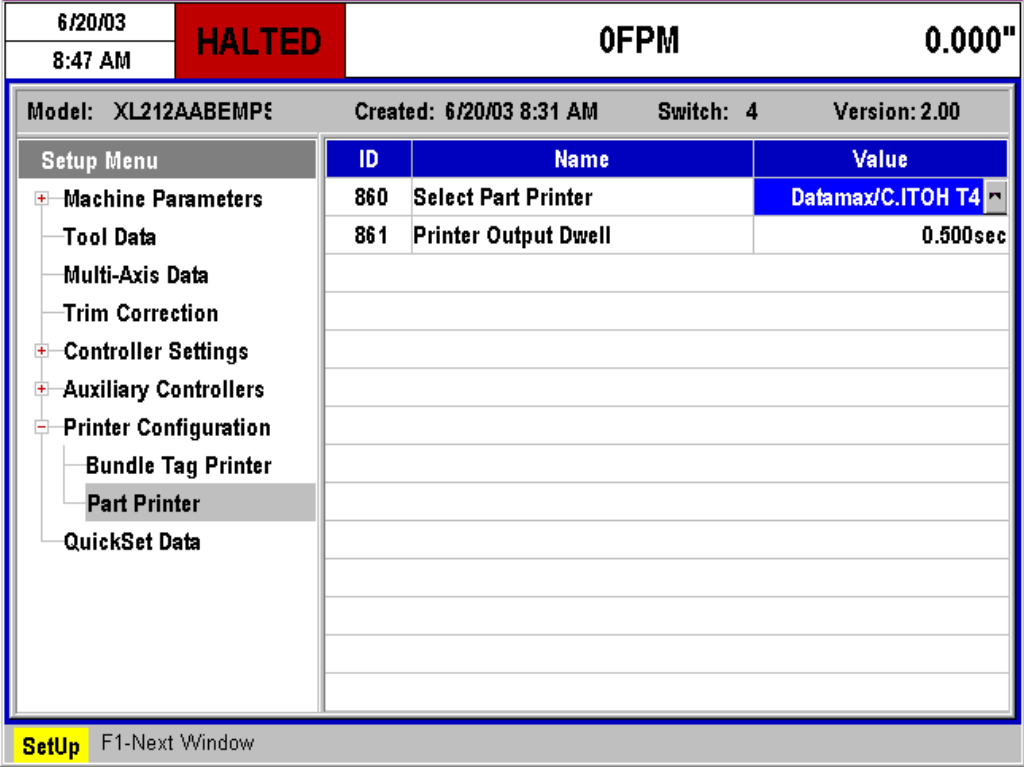 6/20/03
8:47 AM
HALTED
0FPM
0.000"
Model: XL212AABEMPS Created: 6/20/03 8:31 AM Switch: 4 Version: 2.00
Setup Menu
Machine Parameters
Tool Data
Multi-Axis Data
Trim Correction
Controller Settings
Auxiliary Controllers
Printer Configuration
Bundle Tag Printer
Part Printer
QuickSet Data
ID Name Value
860 Select Part Printer Datamax/C.ITOH T4
861 Printer Output Dwell 0.500sec
SetUp F1-Next Window